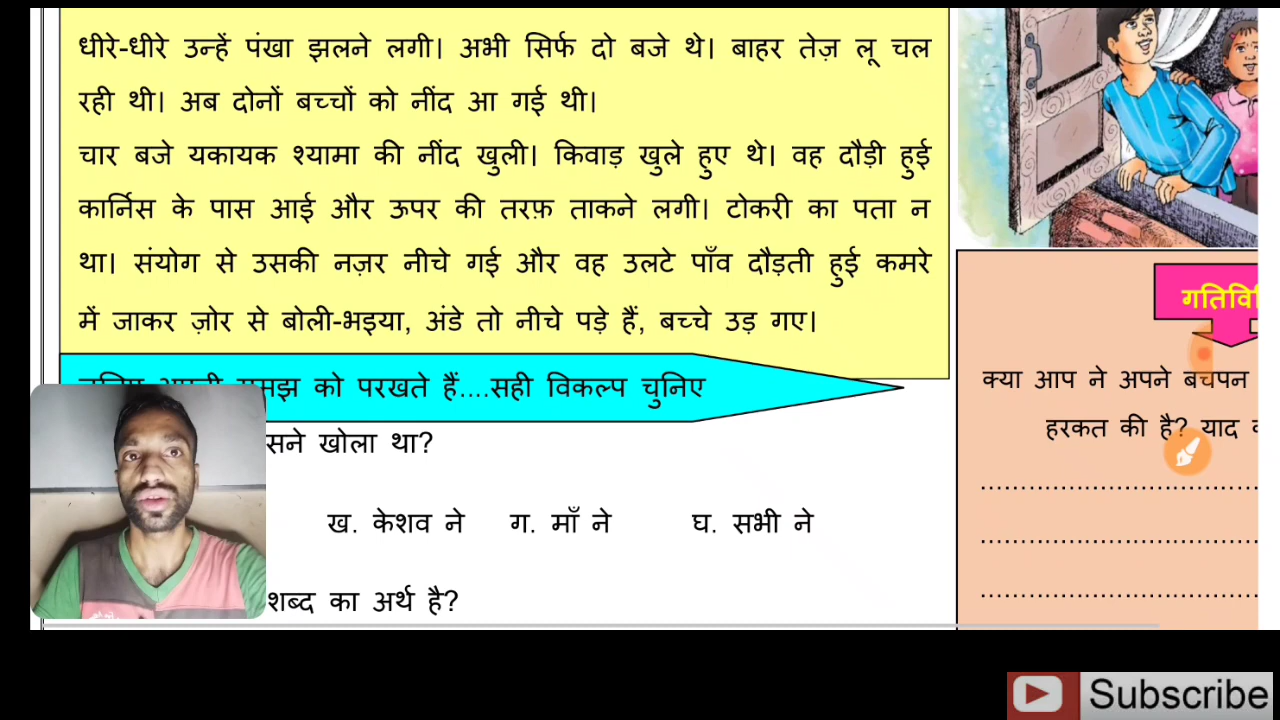 धीरे-धीरे उन्हें पंखा झलने लगी। अभी सिर्फ दो बजे थे। बाहर तेज़ लू चल
रही थी। अब दोनों बच्चों को नींद आ गई थी।
चार बजे यकायक श्यामा की नींद खुली। किवाड़ खुले हुए थे। वह दौड़ी हुई
कार्निस के पास आई और ऊपर की तरफ़ ताकने लगी। टोकरी का पता न
था। संयोग से उसकी नज़र नीचे गई और वह उलटे पाँव दौड़ती हुई कमरे
में जाकर ज़ोर से बोली-भइया, अंडे तो नीचे पड़े हैं, बच्चे उड़ गए।
को परखते हैं....सही विकल्प चुनिए
सने खोला था?
ख. केशव ने ग. माँ ने घ. सभी ने
शब्द का अर्थ है?
गतिवि
क्या आप ने अपने बचपन
हरकत की है? याद
Subscribe